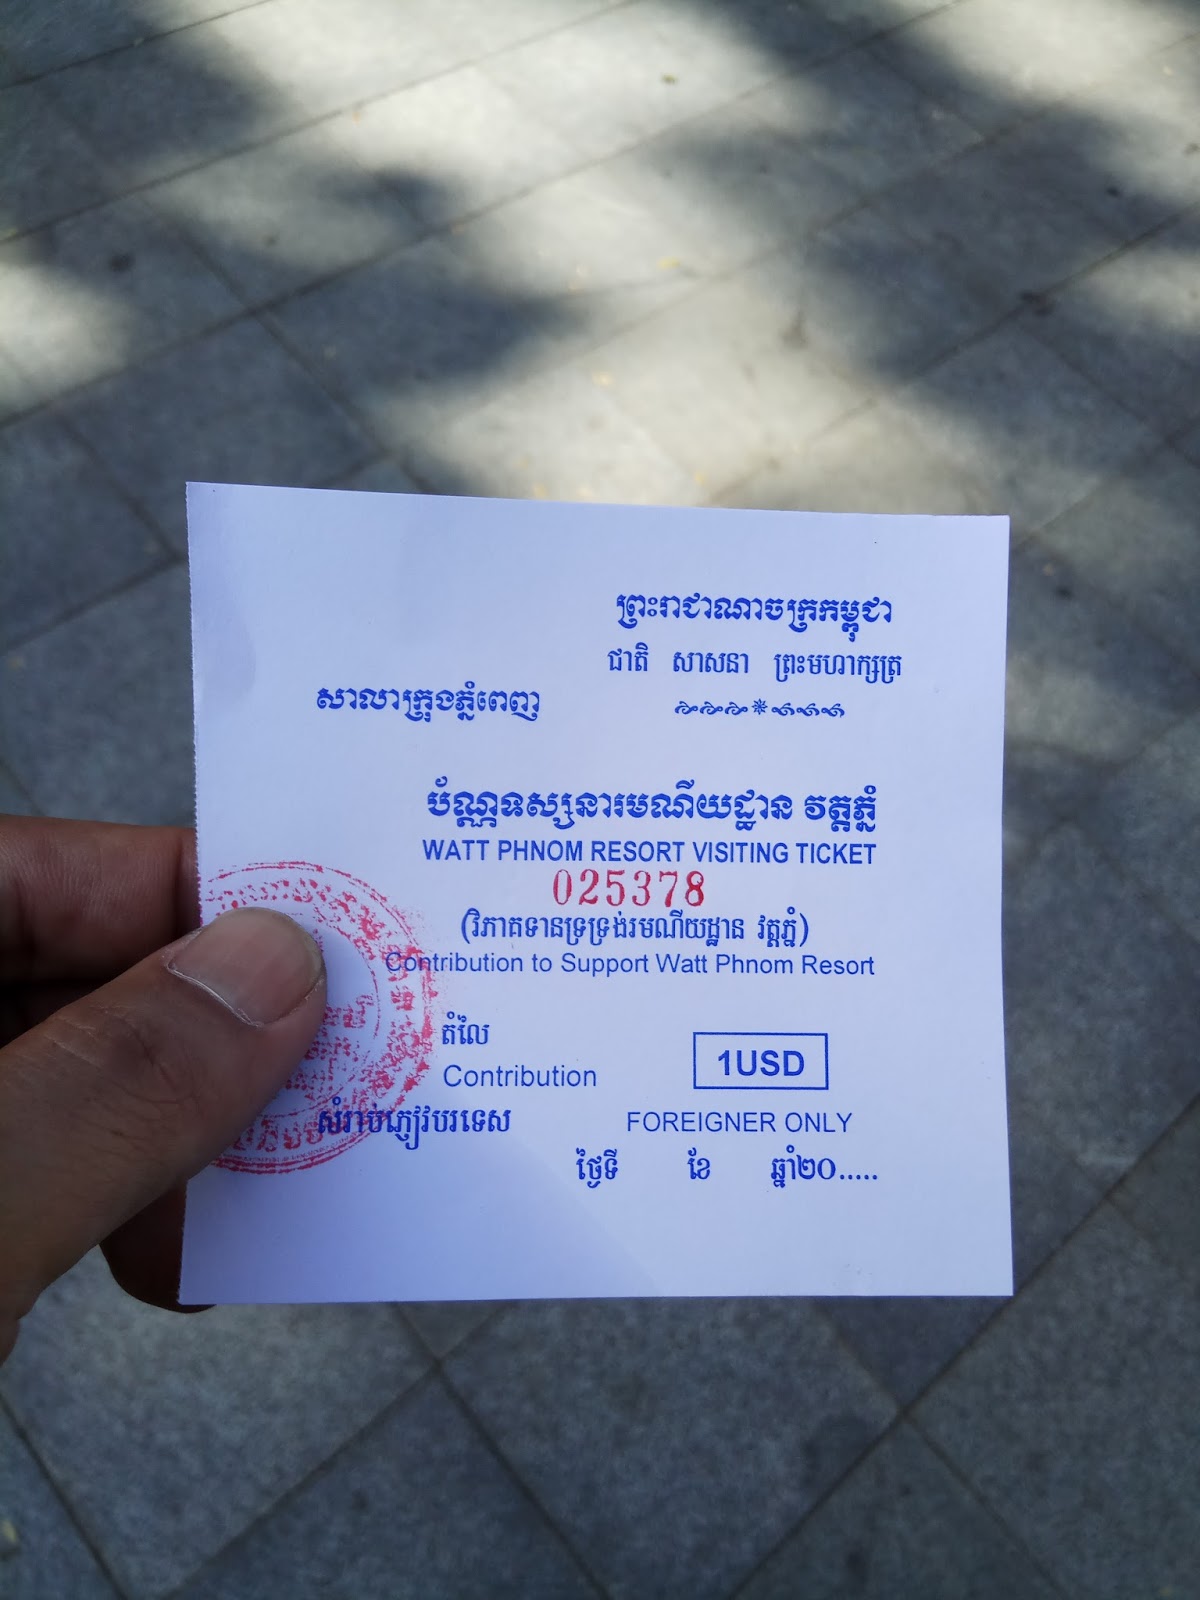 ព្រះរាជាណាចក្រកម្ពុជា
ជាតិ សាសនា ព្រះមហាក្សត្រ
សាលាក្រុងភ្នំពេញ
ប័ណ្ណទស្សនារមណីយដ្ឋាន វត្តភ្នំ
WATT PHNOM RESORT VISITING TICKET
025378
(វិភាគទានទ្រទ្រង់រមណីយដ្ឋាន វត្តភ្នំ)
Contribution to Support Watt Phnom Resort
តំលៃ
Contribution
1USD
សំរាប់ភ្ញៀវបរទេស
FOREIGNER ONLY
ថ្ងៃទី ខែ ឆ្នាំ២០.....